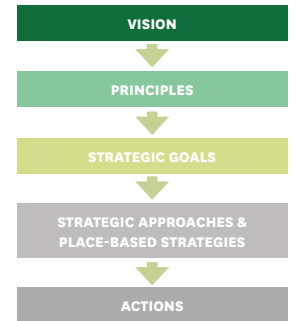 VISION
PRINCIPLES
STRATEGIC GOALS
STRATEGIC APPROACHES &
PLACE-BASED STRATEGIES
ACTIONS